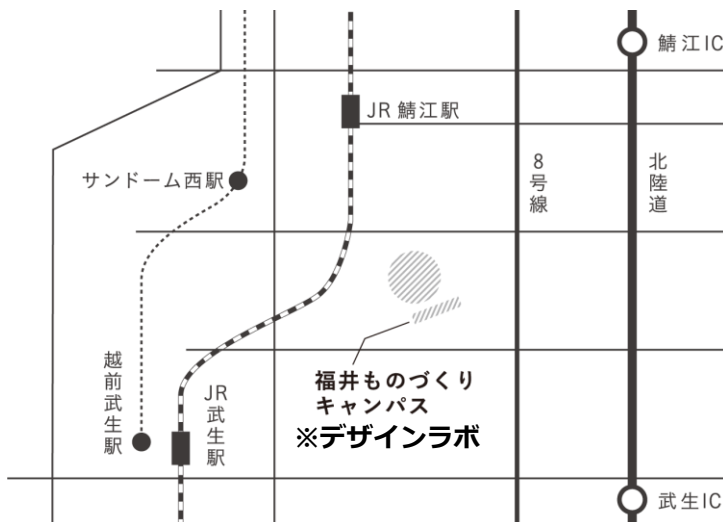 鯖江IC
JR 鯖江駅
サンドーム西駅
8号線
北陸道
越前武生駅
JR武生駅
福井ものづくり
キャンパス
※デザインラボ
武生IC